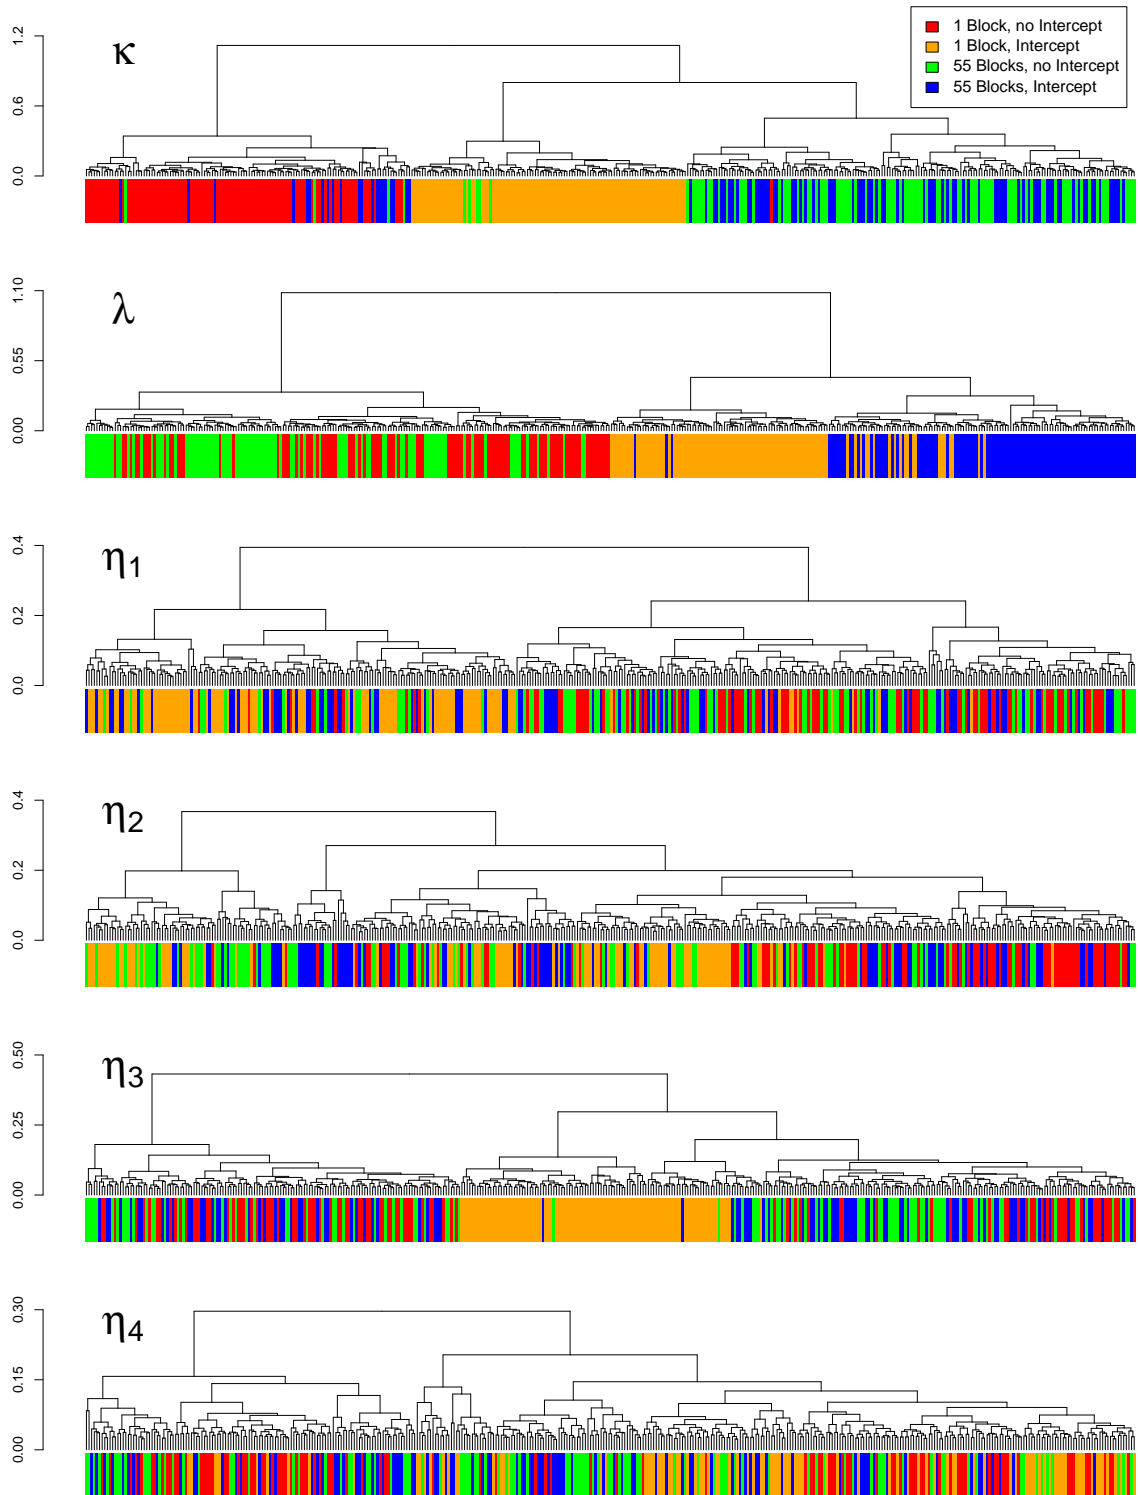 κ
1.2
0.6
0.0
1 Block, no Intercept
1 Block, Intercept
55 Blocks, no Intercept
55 Blocks, Intercept
λ
1.10
0.55
0.00
η1
0.4
0.2
0.0
η2
0.4
0.2
0.0
η3
0.50
0.25
0.00
η4
0.30
0.15
0.00